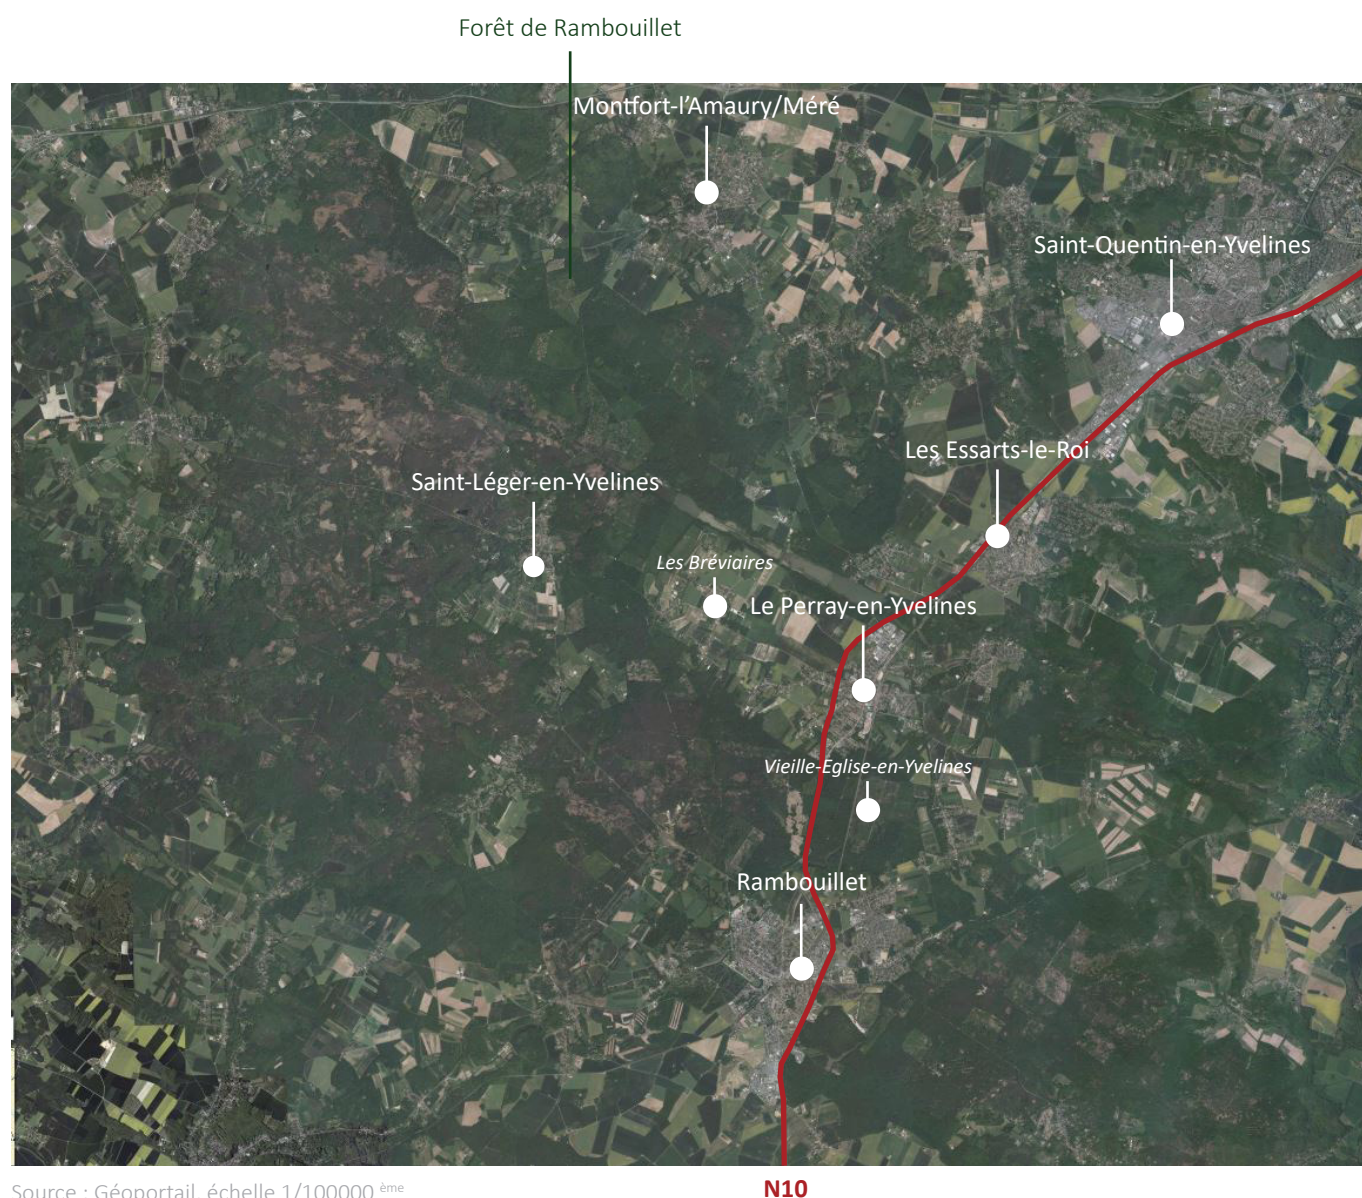 Forêt de Rambouillet
Montfort-l'Amaury/Méré
Saint-Quentin-en-Yvelines
Les Essarts-le-Roi
Saint-Léger-en-Yvelines
Les Bréviaires
Le Perray-en-Yvelines
Vieille-Eglise-en-Yvelines
Rambouillet
N10
Source : Géoportail, échelle 1/100000 ème